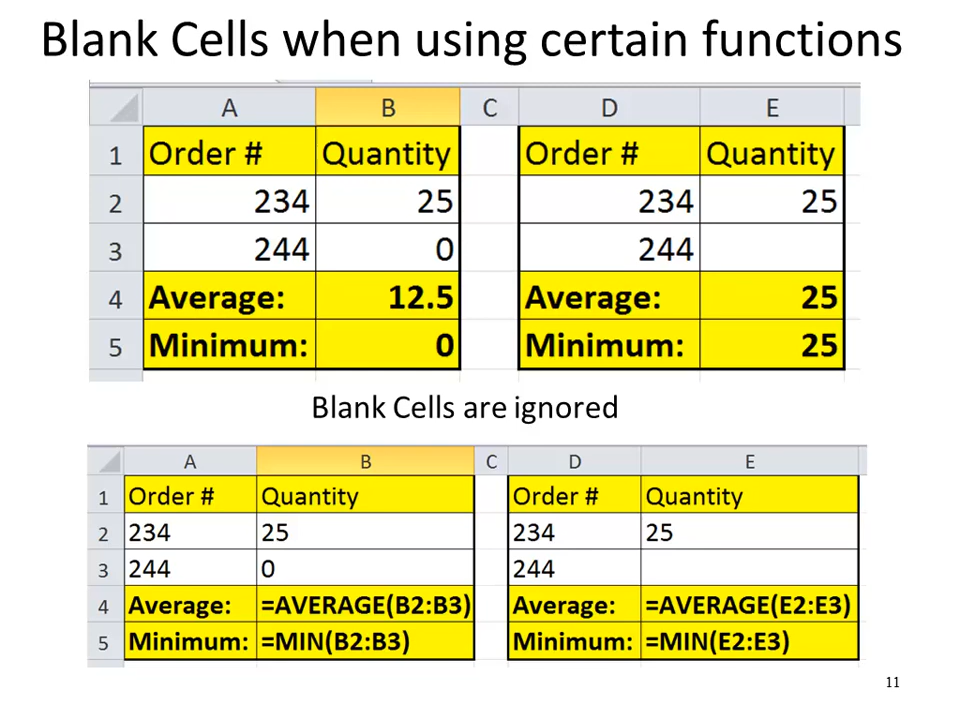 Blank Cells when using certain functions
A B C D E
1 Order # Quantity Order # Quantity
2 234 25 234 25
3 244 0 244
4 Average: 12.5 Average: 25
5 Minimum: 0 Minimum: 25
Blank Cells are ignored
A B C D E
1 Order # Quantity Order # Quantity
2 234 25 234 25
3 244 0 244
4 Average: =AVERAGE(B2:B3) Average: =AVERAGE(E2:E3)
5 Minimum: =MIN(B2:B3) Minimum: =MIN(E2:E3)
11